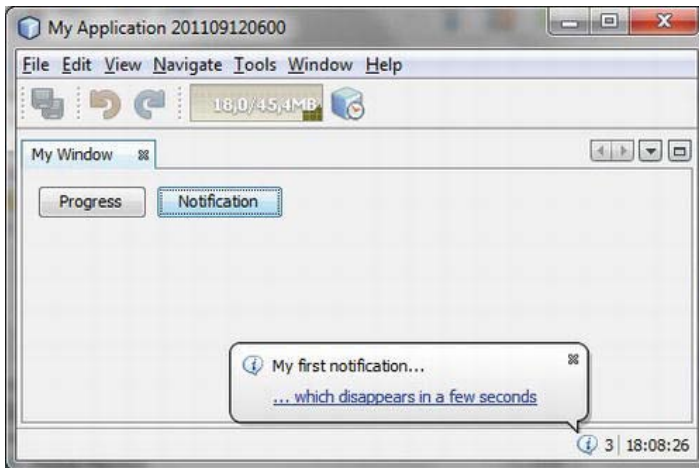 My Application 201109120600
File Edit View Navigate Tools Window Help
18,0/45,4MB
My Window
Progress Notification
My first notification...
... which disappears in a few seconds
3 18:08:26